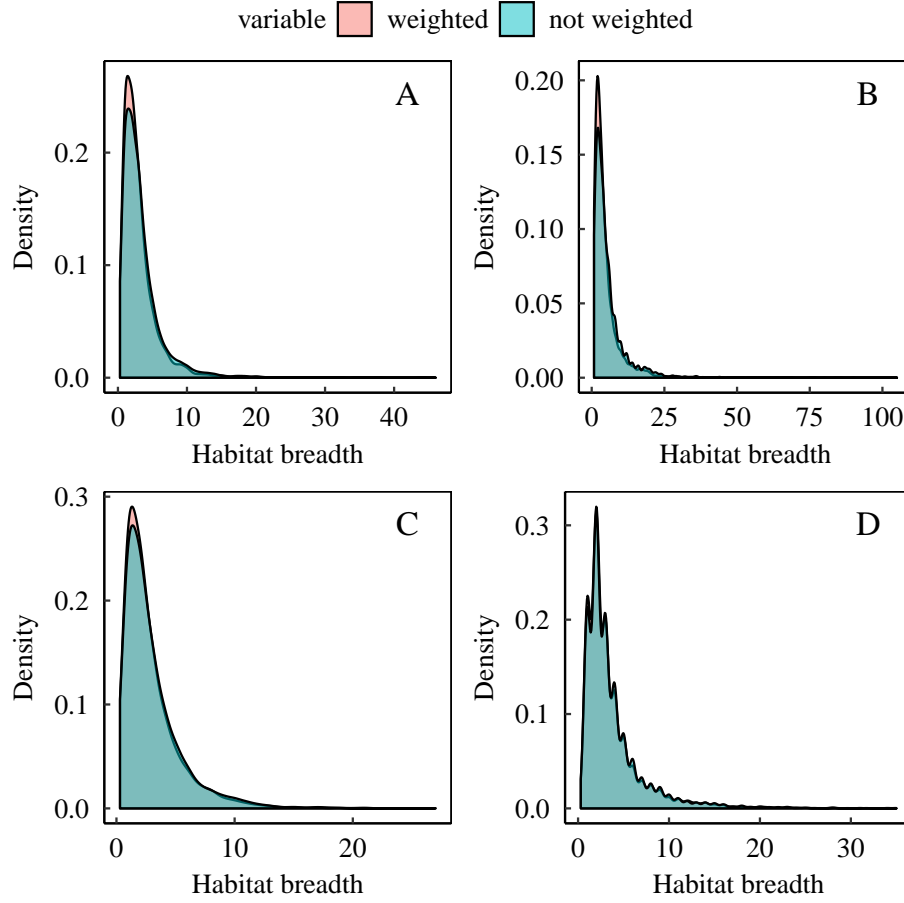 variable weighted not weighted
A
Density
0.2
0.1
0.0
0 10 20 30 40
Habitat breadth
B
Density
0.20
0.15
0.10
0.05
0.00
0 25 50 75 100
Habitat breadth
C
Density
0.3
0.2
0.1
0.0
0 10 20
Habitat breadth
D
Density
0.3
0.2
0.1
0.0
0 10 20 30
Habitat breadth